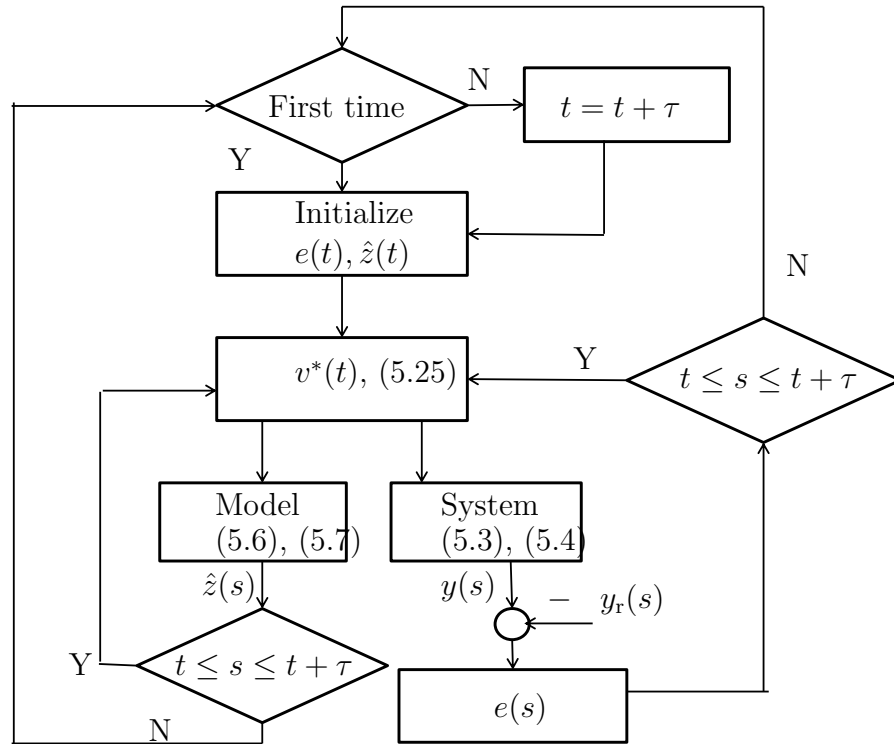 N
First time
t = t + τ
Y
Initialize
e(t), ẑ(t)
N
v*(t), (5.25)
Y
t ≤ s ≤ t + τ
Model
(5.6), (5.7)
System
(5.3), (5.4)
ẑ(s)
y(s)
−
y_r(s)
Y
t ≤ s ≤ t + τ
e(s)
N